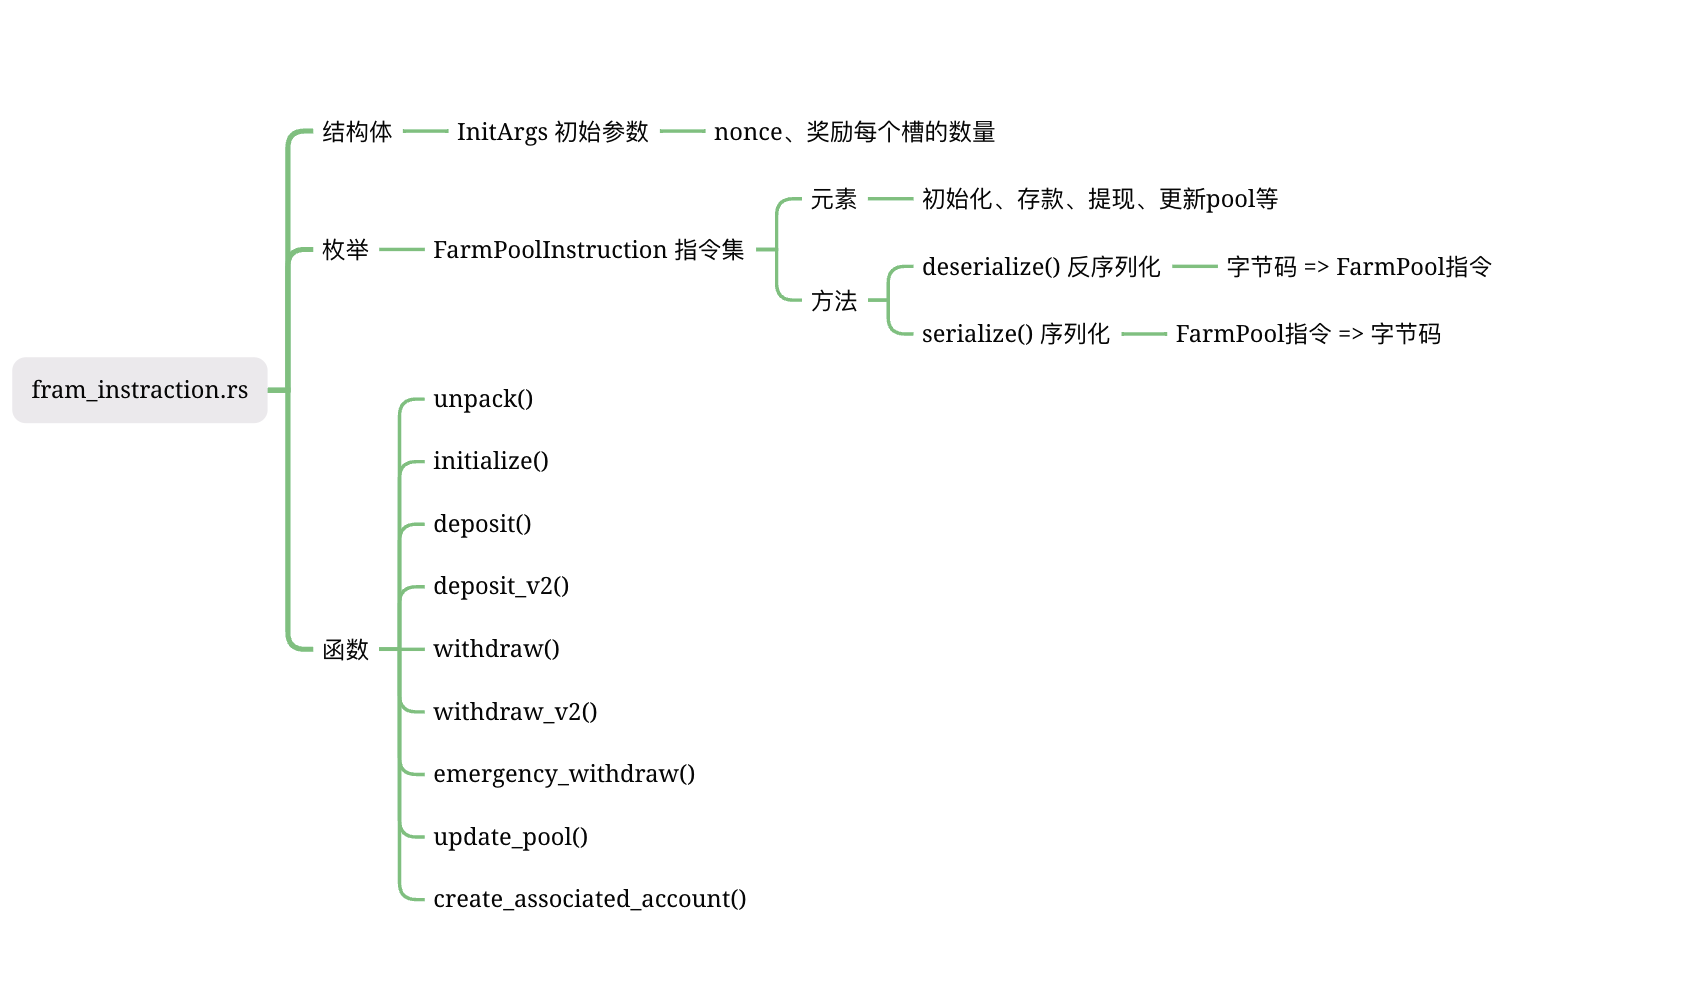 fram_instraction.rs
结构体
InitArgs 初始参数
nonce、奖励每个槽的数量
枚举
FarmPoolInstruction 指令集
元素
初始化、存款、提现、更新pool等
方法
deserialize() 反序列化
字节码 => FarmPool指令
serialize() 序列化
FarmPool指令 => 字节码
函数
unpack()
initialize()
deposit()
deposit_v2()
withdraw()
withdraw_v2()
emergency_withdraw()
update_pool()
create_associated_account()